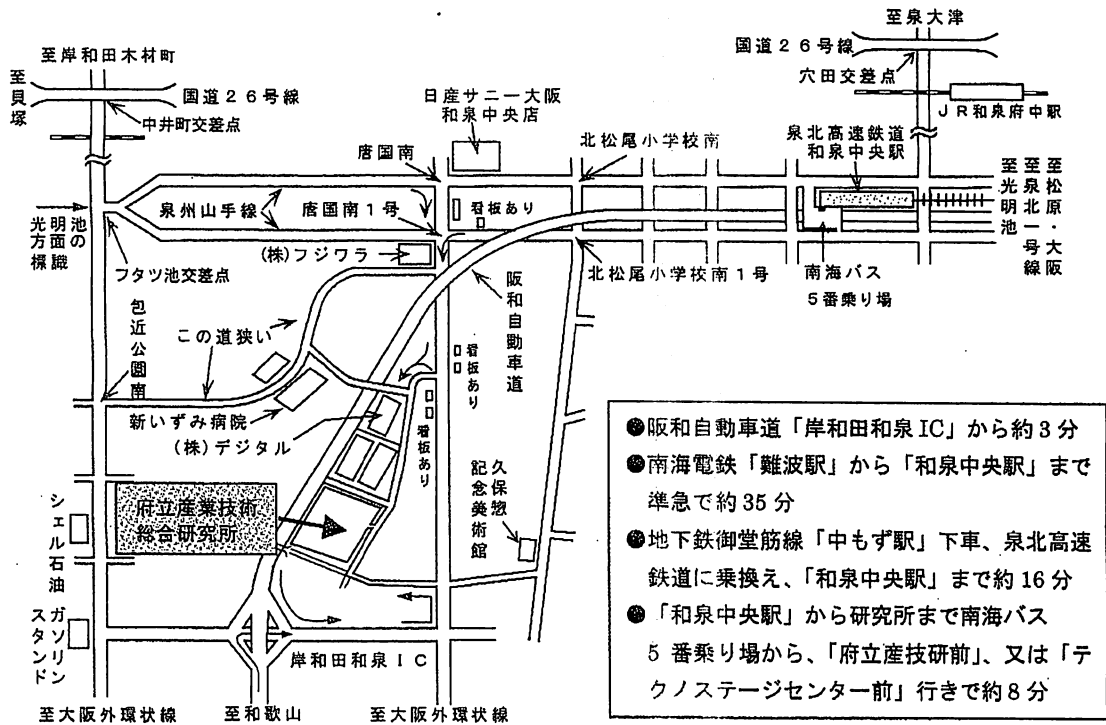 至泉大津
国道26号線
穴田交差点
JR和泉府中駅
至岸和田木材町
至貝塚
国道26号線
中井町交差点
日産サニー大阪
和泉中央店
唐国南
北松尾小学校南
泉北高速鉄道
和泉中央駅
至光明池
至泉北一号線
至松原・大阪
泉州山手線
唐国南1号
看板あり
光明池の
方面標識
フタツ池交差点
(株)フジワラ
北松尾小学校南1号
南海バス
5番乗り場
阪和自動車道
包近公園南
この道狭い
看板あり
新いずみ病院
(株)デジタル
看板あり
久保惣
記念美術館
府立産業技術
総合研究所
シェル石油
ガソリン
スタンド
岸和田和泉IC
至大阪外環状線
至和歌山
至大阪外環状線
●阪和自動車道「岸和田和泉IC」から約3分
●南海電鉄「難波駅」から「和泉中央駅」まで
準急で約35分
●地下鉄御堂筋線「中もず駅」下車、泉北高速
鉄道に乗換え、「和泉中央駅」まで約16分
●「和泉中央駅」から研究所まで南海バス
5番乗り場から、「府立産技研前」、又は「テ
クノステージセンター前」行きで約8分